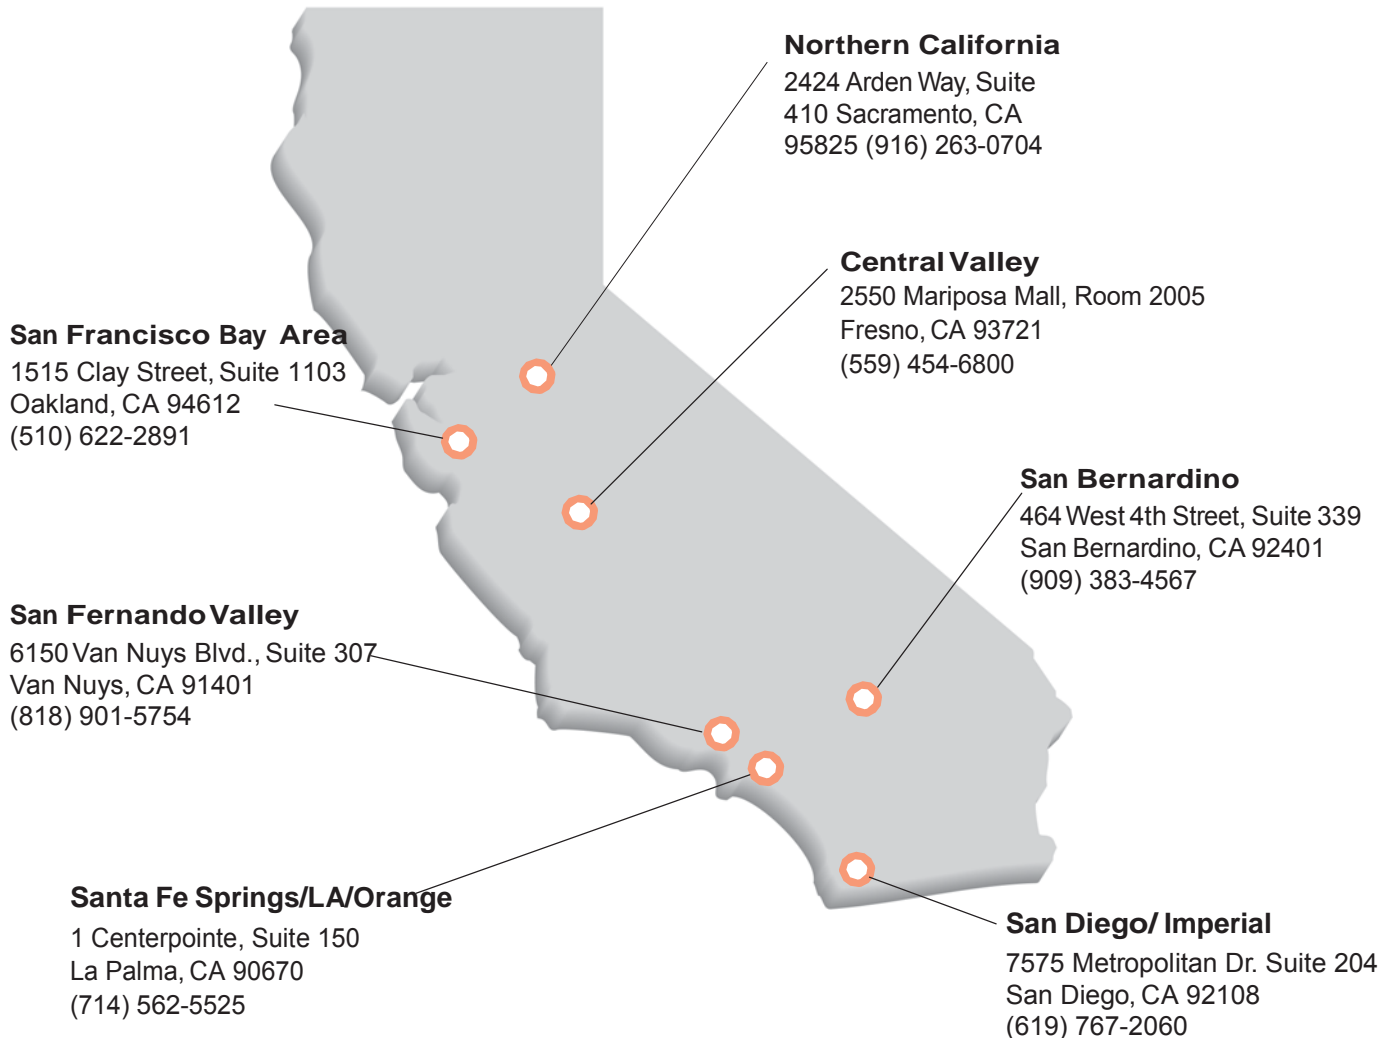 Northern California
2424 Arden Way, Suite
410 Sacramento, CA
95825 (916) 263-0704
Central Valley
2550 Mariposa Mall, Room 2005
Fresno, CA 93721
(559) 454-6800
San Francisco Bay Area
1515 Clay Street, Suite 1103
Oakland, CA 94612
(510) 622-2891
San Bernardino
464 West 4th Street, Suite 339
San Bernardino, CA 92401
(909) 383-4567
San Fernando Valley
6150 Van Nuys Blvd., Suite 307
Van Nuys, CA 91401
(818) 901-5754
Santa Fe Springs/LA/Orange
1 Centerpointe, Suite 150
La Palma, CA 90670
(714) 562-5525
San Diego/ Imperial
7575 Metropolitan Dr. Suite 204
San Diego, CA 92108
(619) 767-2060